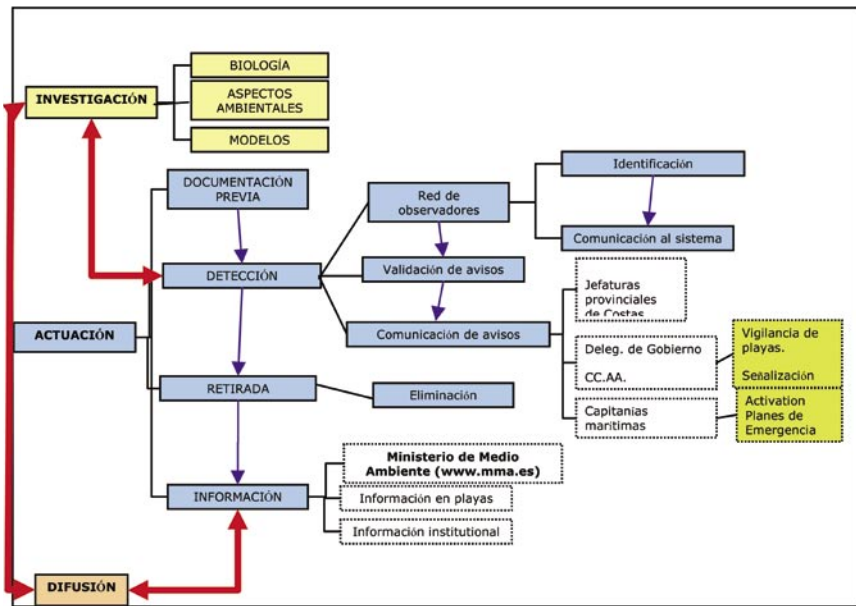 BIOLOGÍA
INVESTIGACIÓN
ASPECTOS
AMBIENTALES
MODELOS
DOCUMENTACIÓN
PREVIA
Red de
observadores
Identificación
Comunicación al sistema
DETECCIÓN
Validación de avisos
Jefaturas
provinciales
de Costas
ACTUACIÓN
Comunicación de avisos
Deleg. de Gobierno
CC.AA.
Vigilancia de
playas.
Señalización
RETIRADA
Eliminación
Capitanías
marítimas
Activation
Planes de
Emergencia
Ministerio de Medio
Ambiente (www.mma.es)
INFORMACIÓN
Información en playas
Información institutional
DIFUSIÓN